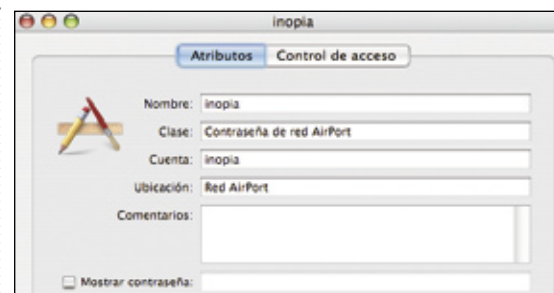 inopia
Atributos Control de acceso
Nombre: inopia
Clase: Contraseña de red AirPort
Cuenta: inopia
Ubicación: Red AirPort
Comentarios:
Mostrar contraseña: